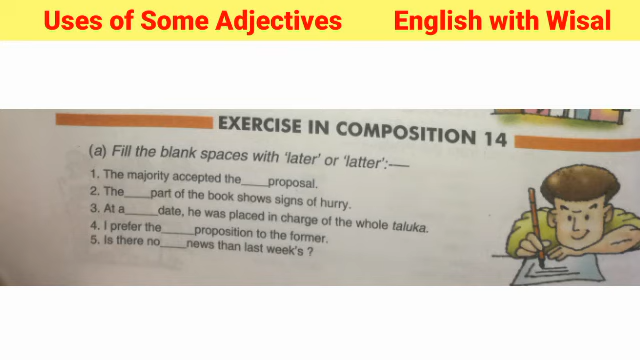 Uses of Some Adjectives English with Wisal
EXERCISE IN COMPOSITION 14
(a) Fill the blank spaces with 'later' or 'latter':—
1. The majority accepted the____proposal.
2. The____part of the book shows signs of hurry.
3. At a_____date, he was placed in charge of the whole taluka.
4. I prefer the_____proposition to the former.
5. Is there no____news than last week's ?